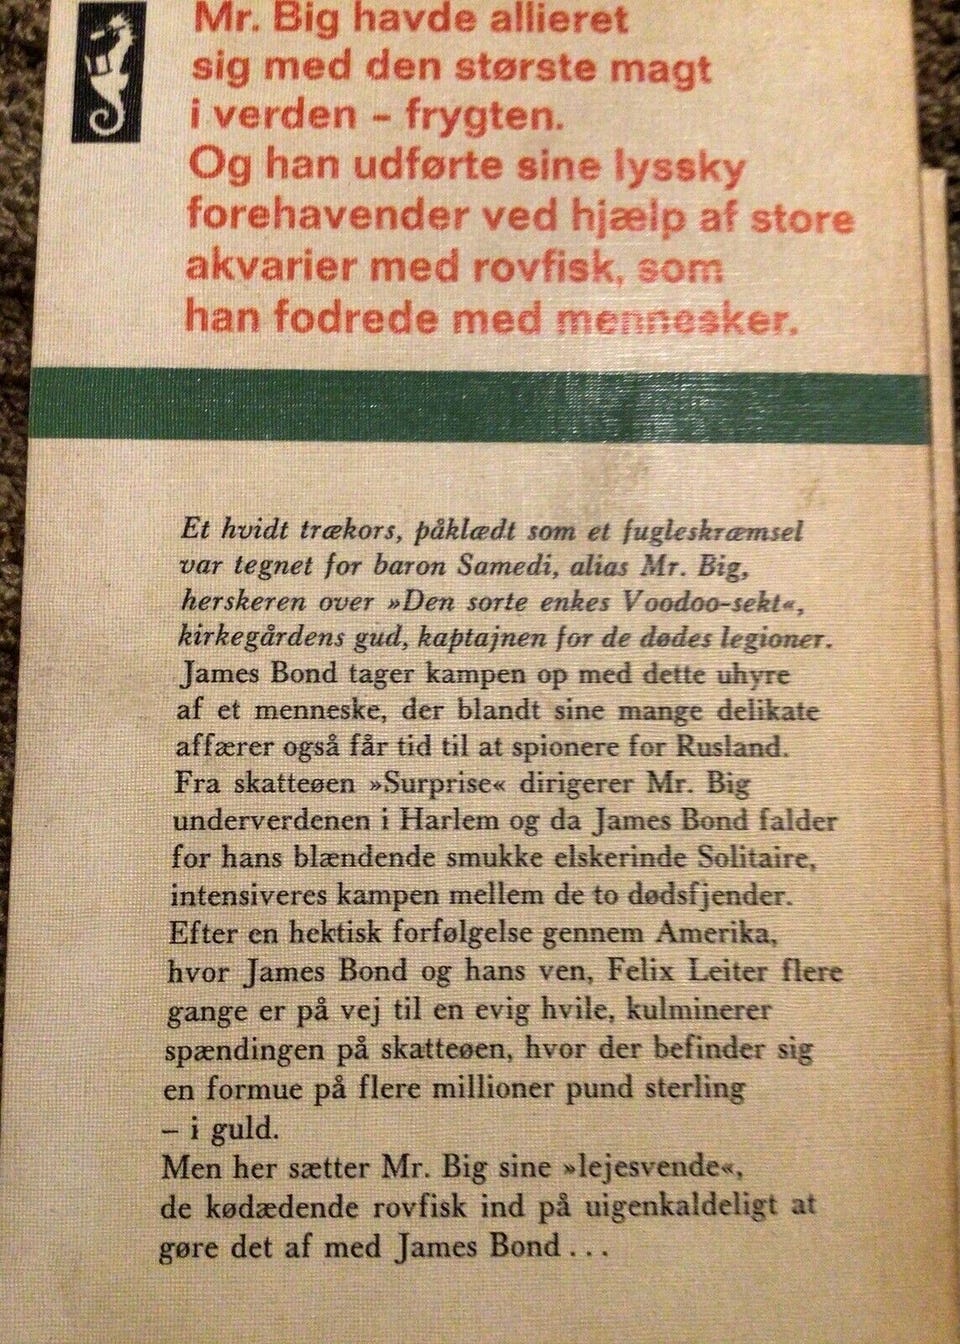 Mr. Big havde allieret
sig med den største magt
i verden – frygten.
Og han udførte sine lyssky
forehavender ved hjælp af store
akvarier med rovfisk, som
han fodrede med mennesker.
Et hvidt trækors, påklædt som et fugleskræmsel
var tegnet for baron Samedi, alias Mr. Big,
herskeren over »Den sorte enkes Voodoo-sekt«,
kirkegårdens gud, kaptajnen for de dødes legioner.
James Bond tager kampen op med dette uhyre
af et menneske, der blandt sine mange delikate
affærer også får tid til at spionere for Rusland.
Fra skatteøen »Surprise« dirigerer Mr. Big
underverdenen i Harlem og da James Bond falder
for hans blændende smukke elskerinde Solitaire,
intensiveres kampen mellem de to dødsfjender.
Efter en hektisk forfølgelse gennem Amerika,
hvor James Bond og hans ven, Felix Leiter flere
gange er på vej til en evig hvile, kulminerer
spændingen på skatteøen, hvor der befinder sig
en formue på flere millioner pund sterling
– i guld.
Men her sætter Mr. Big sine »lejesvende«,
de kødædende rovfisk ind på uigenkaldeligt at
gøre det af med James Bond . . .